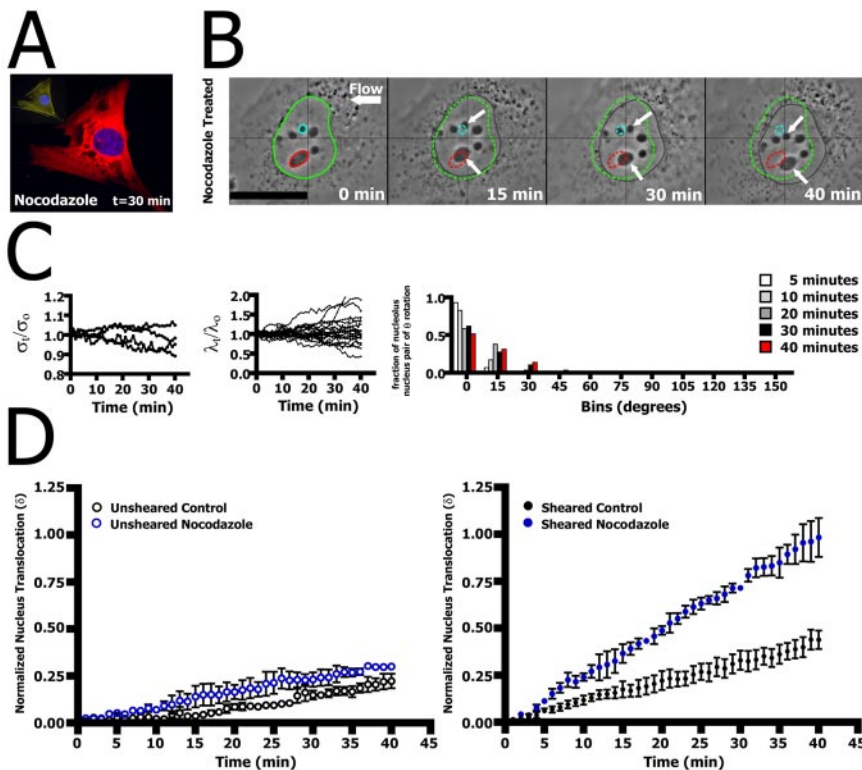 A
Nocodazole
t=30 min
B
Nocodazole Treated
Flow
0 min
15 min
30 min
40 min
C
σt/σo
1.2
1.1
1.0
0.9
0.8
0 10 20 30 40
Time (min)
λt/λo
2.0
1.5
1.0
0.5
0.0
0 10 20 30 40
Time (min)
fraction of nucleolus
nucleus pair of θ rotation
1.0
0.5
0.0
0 15 30 45 60 75 90 105 120 135 150
Bins (degrees)
5 minutes
10 minutes
20 minutes
30 minutes
40 minutes
D
Normalized Nucleus Translocation (δ)
1.25
1.00
0.75
0.50
0.25
0.00
0 5 10 15 20 25 30 35 40 45
Time (min)
Unsheared Control
Unsheared Nocodazole
Normalized Nucleus Translocation (δ)
1.25
1.00
0.75
0.50
0.25
0.00
0 5 10 15 20 25 30 35 40 45
Time (min)
Sheared Control
Sheared Nocodazole